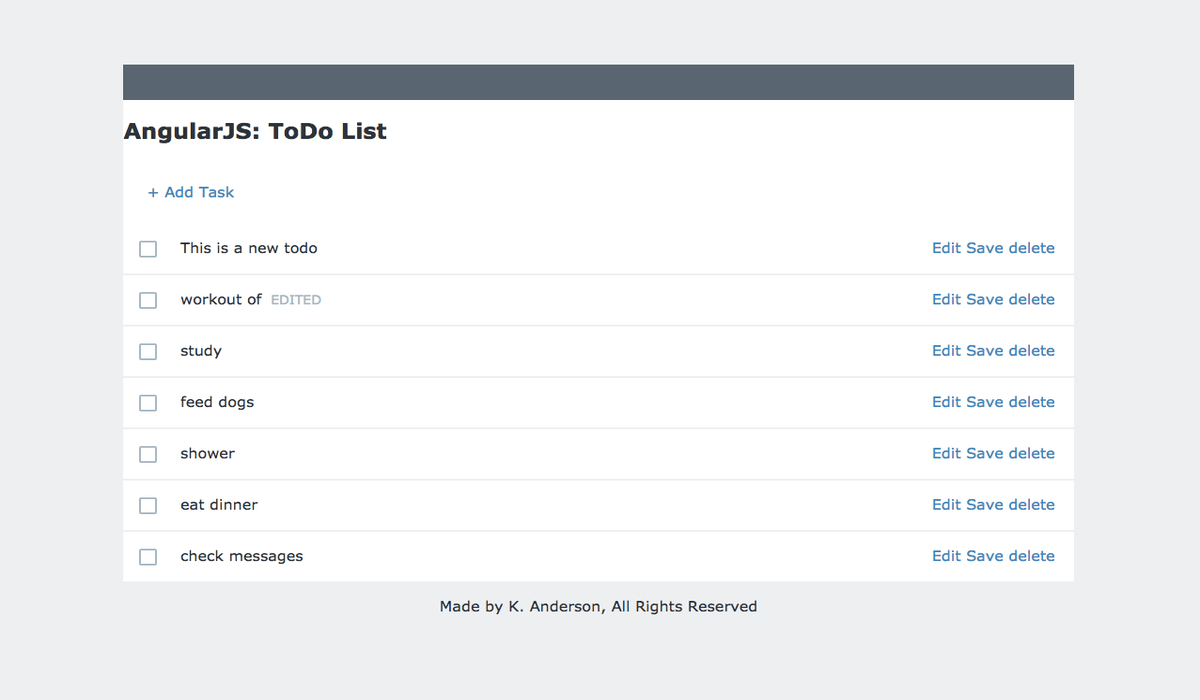 AngularJS: ToDo List
+ Add Task
This is a new todo Edit Save delete
workout of EDITED Edit Save delete
study Edit Save delete
feed dogs Edit Save delete
shower Edit Save delete
eat dinner Edit Save delete
check messages Edit Save delete
Made by K. Anderson, All Rights Reserved